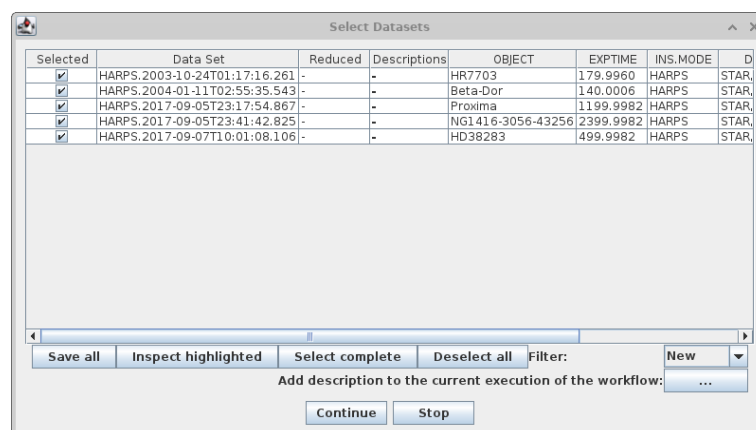 Select Datasets
Selected Data Set Reduced Descriptions OBJECT EXPTIME INS.MODE D
HARPS.2003-10-24T01:17:16.261 - - HR7703 179.9960 HARPS STAR,
HARPS.2004-01-11T02:55:35.543 - - Beta-Dor 140.0006 HARPS STAR,
HARPS.2017-09-05T23:17:54.867 - - Proxima 1199.9982 HARPS STAR,
HARPS.2017-09-05T23:41:42.825 - - NG1416-3056-43256 2399.9982 HARPS STAR,
HARPS.2017-09-07T10:01:08.106 - - HD38283 499.9982 HARPS STAR,
Save all Inspect highlighted Select complete Deselect all Filter: New
Add description to the current execution of the workflow: ...
Continue Stop